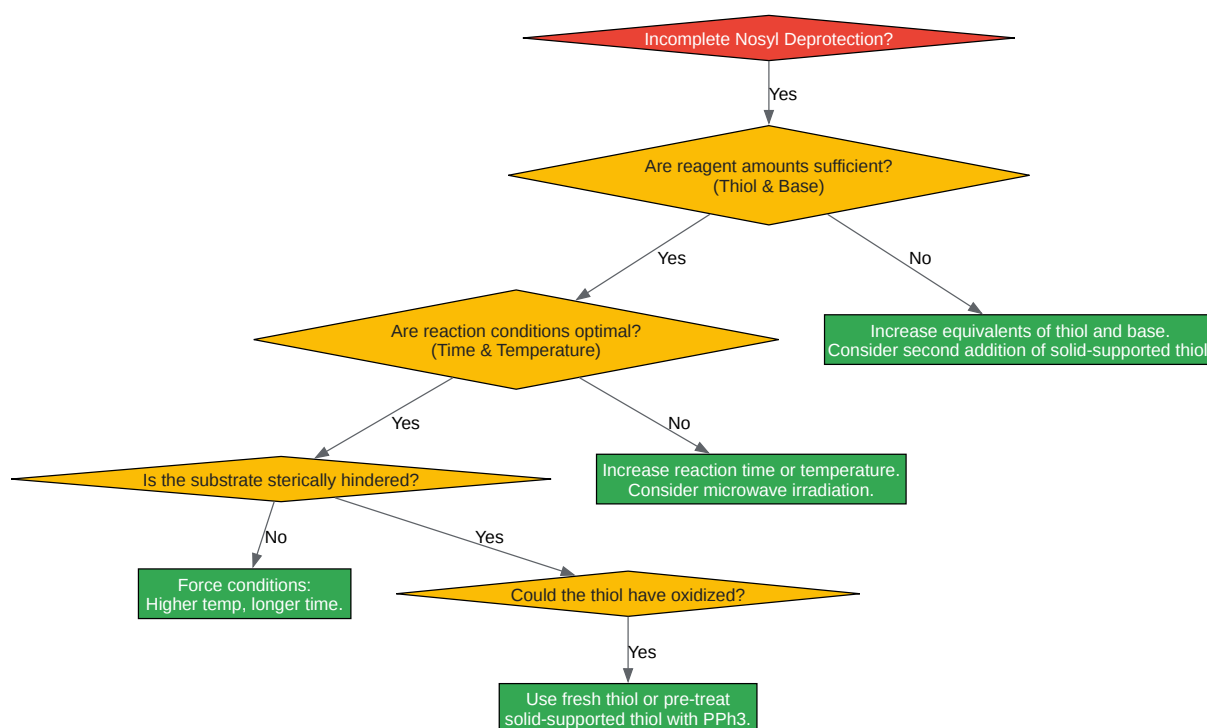 Incomplete Nosyl Deprotection?
Yes
Are reagent amounts sufficient?
(Thiol & Base)
Yes
No
Are reaction conditions optimal?
(Time & Temperature)
Increase equivalents of thiol and base.
Consider second addition of solid-supported thiol
Yes
No
Is the substrate sterically hindered?
Increase reaction time or temperature.
Consider microwave irradiation.
No
Yes
Force conditions:
Higher temp, longer time.
Could the thiol have oxidized?
Yes
Use fresh thiol or pre-treat
solid-supported thiol with PPh3.